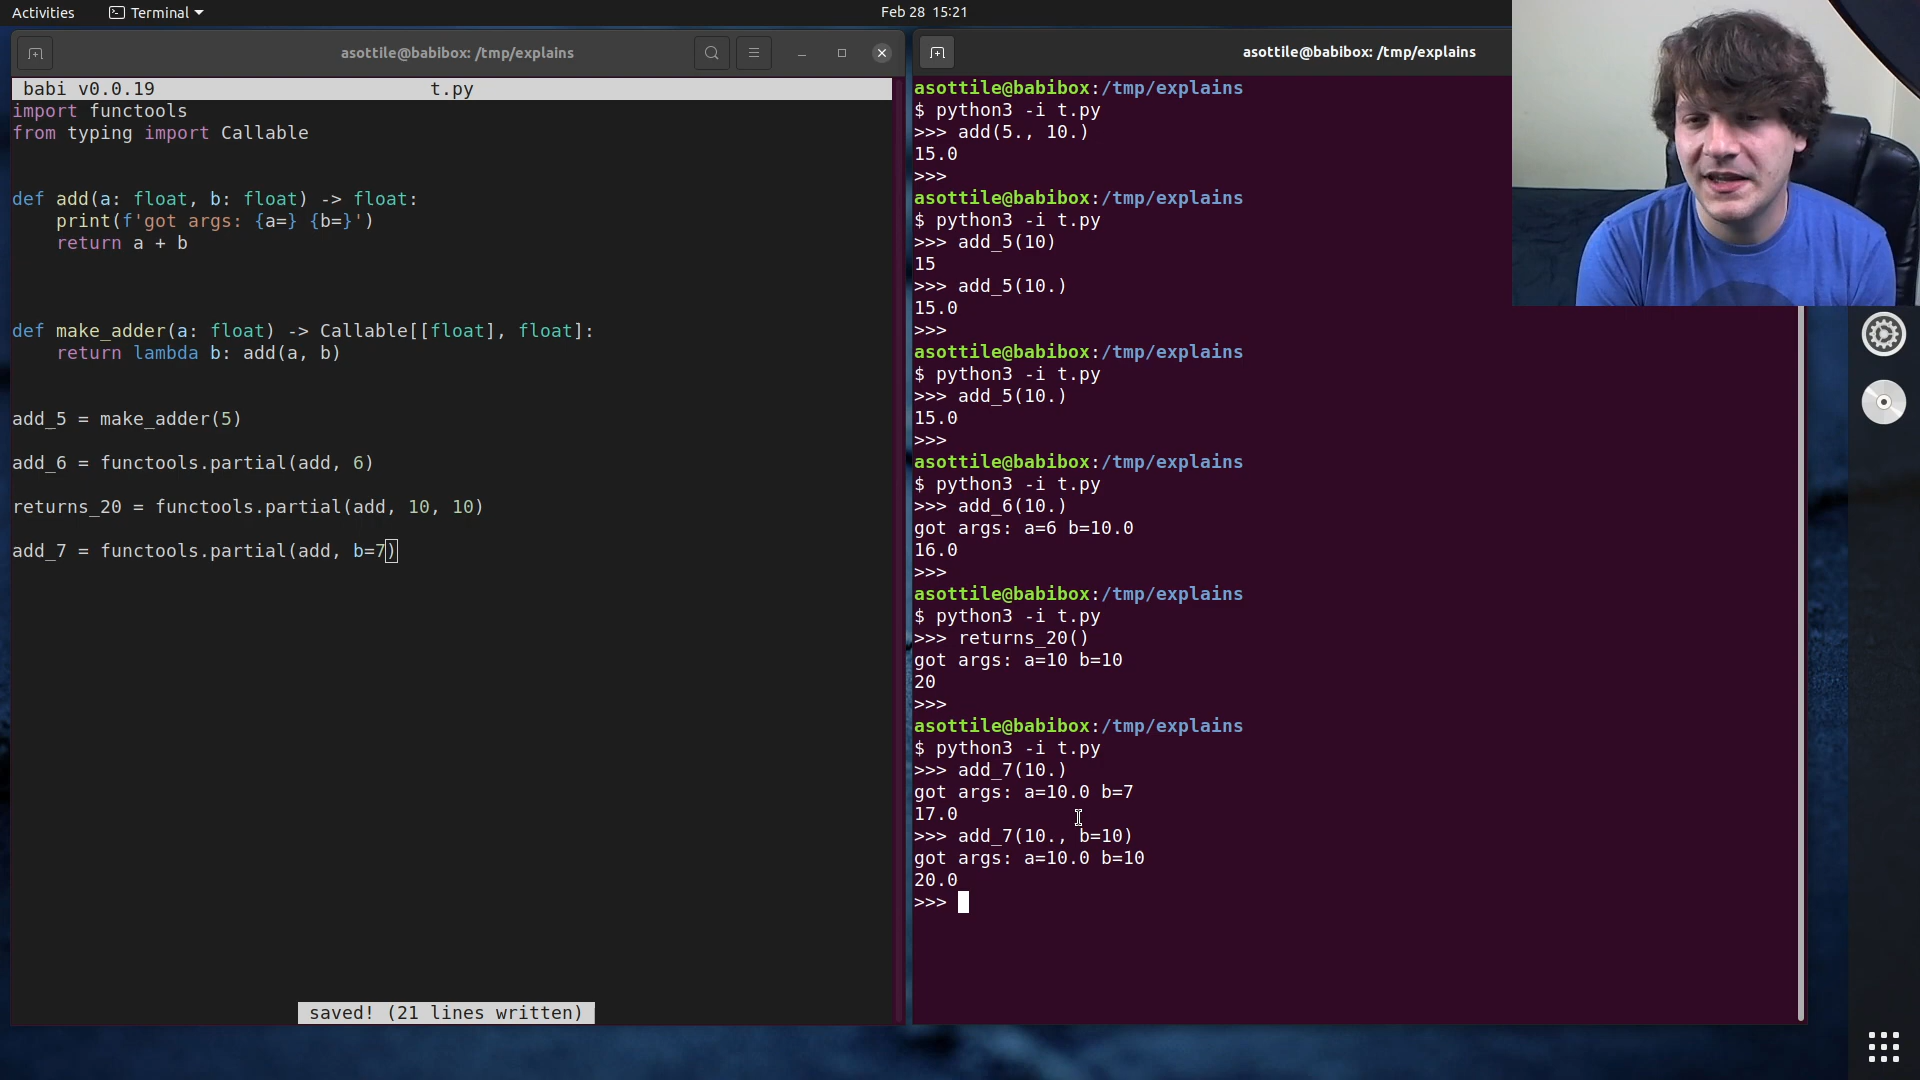 Activities
Terminal
Feb 28 15:21
asottile@babibox: /tmp/explains
babi v0.0.19 t.py
import functools
from typing import Callable
def add(a: float, b: float) -> float:
    print(f'got args: {a=} {b=}')
    return a + b
def make_adder(a: float) -> Callable[[float], float]:
    return lambda b: add(a, b)
add_5 = make_adder(5)
add_6 = functools.partial(add, 6)
returns_20 = functools.partial(add, 10, 10)
add_7 = functools.partial(add, b=7)
saved! (21 lines written)
asottile@babibox: /tmp/explains
asottile@babibox:/tmp/explains
$ python3 -i t.py
>>> add(5., 10.)
15.0
>>>
asottile@babibox:/tmp/explains
$ python3 -i t.py
>>> add_5(10)
15
>>> add_5(10.)
15.0
>>>
asottile@babibox:/tmp/explains
$ python3 -i t.py
>>> add_5(10.)
15.0
>>>
asottile@babibox:/tmp/explains
$ python3 -i t.py
>>> add_6(10.)
got args: a=6 b=10.0
16.0
>>>
asottile@babibox:/tmp/explains
$ python3 -i t.py
>>> returns_20()
got args: a=10 b=10
20
>>>
asottile@babibox:/tmp/explains
$ python3 -i t.py
>>> add_7(10.)
got args: a=10.0 b=7
17.0
>>> add_7(10., b=10)
got args: a=10.0 b=10
20.0
>>>